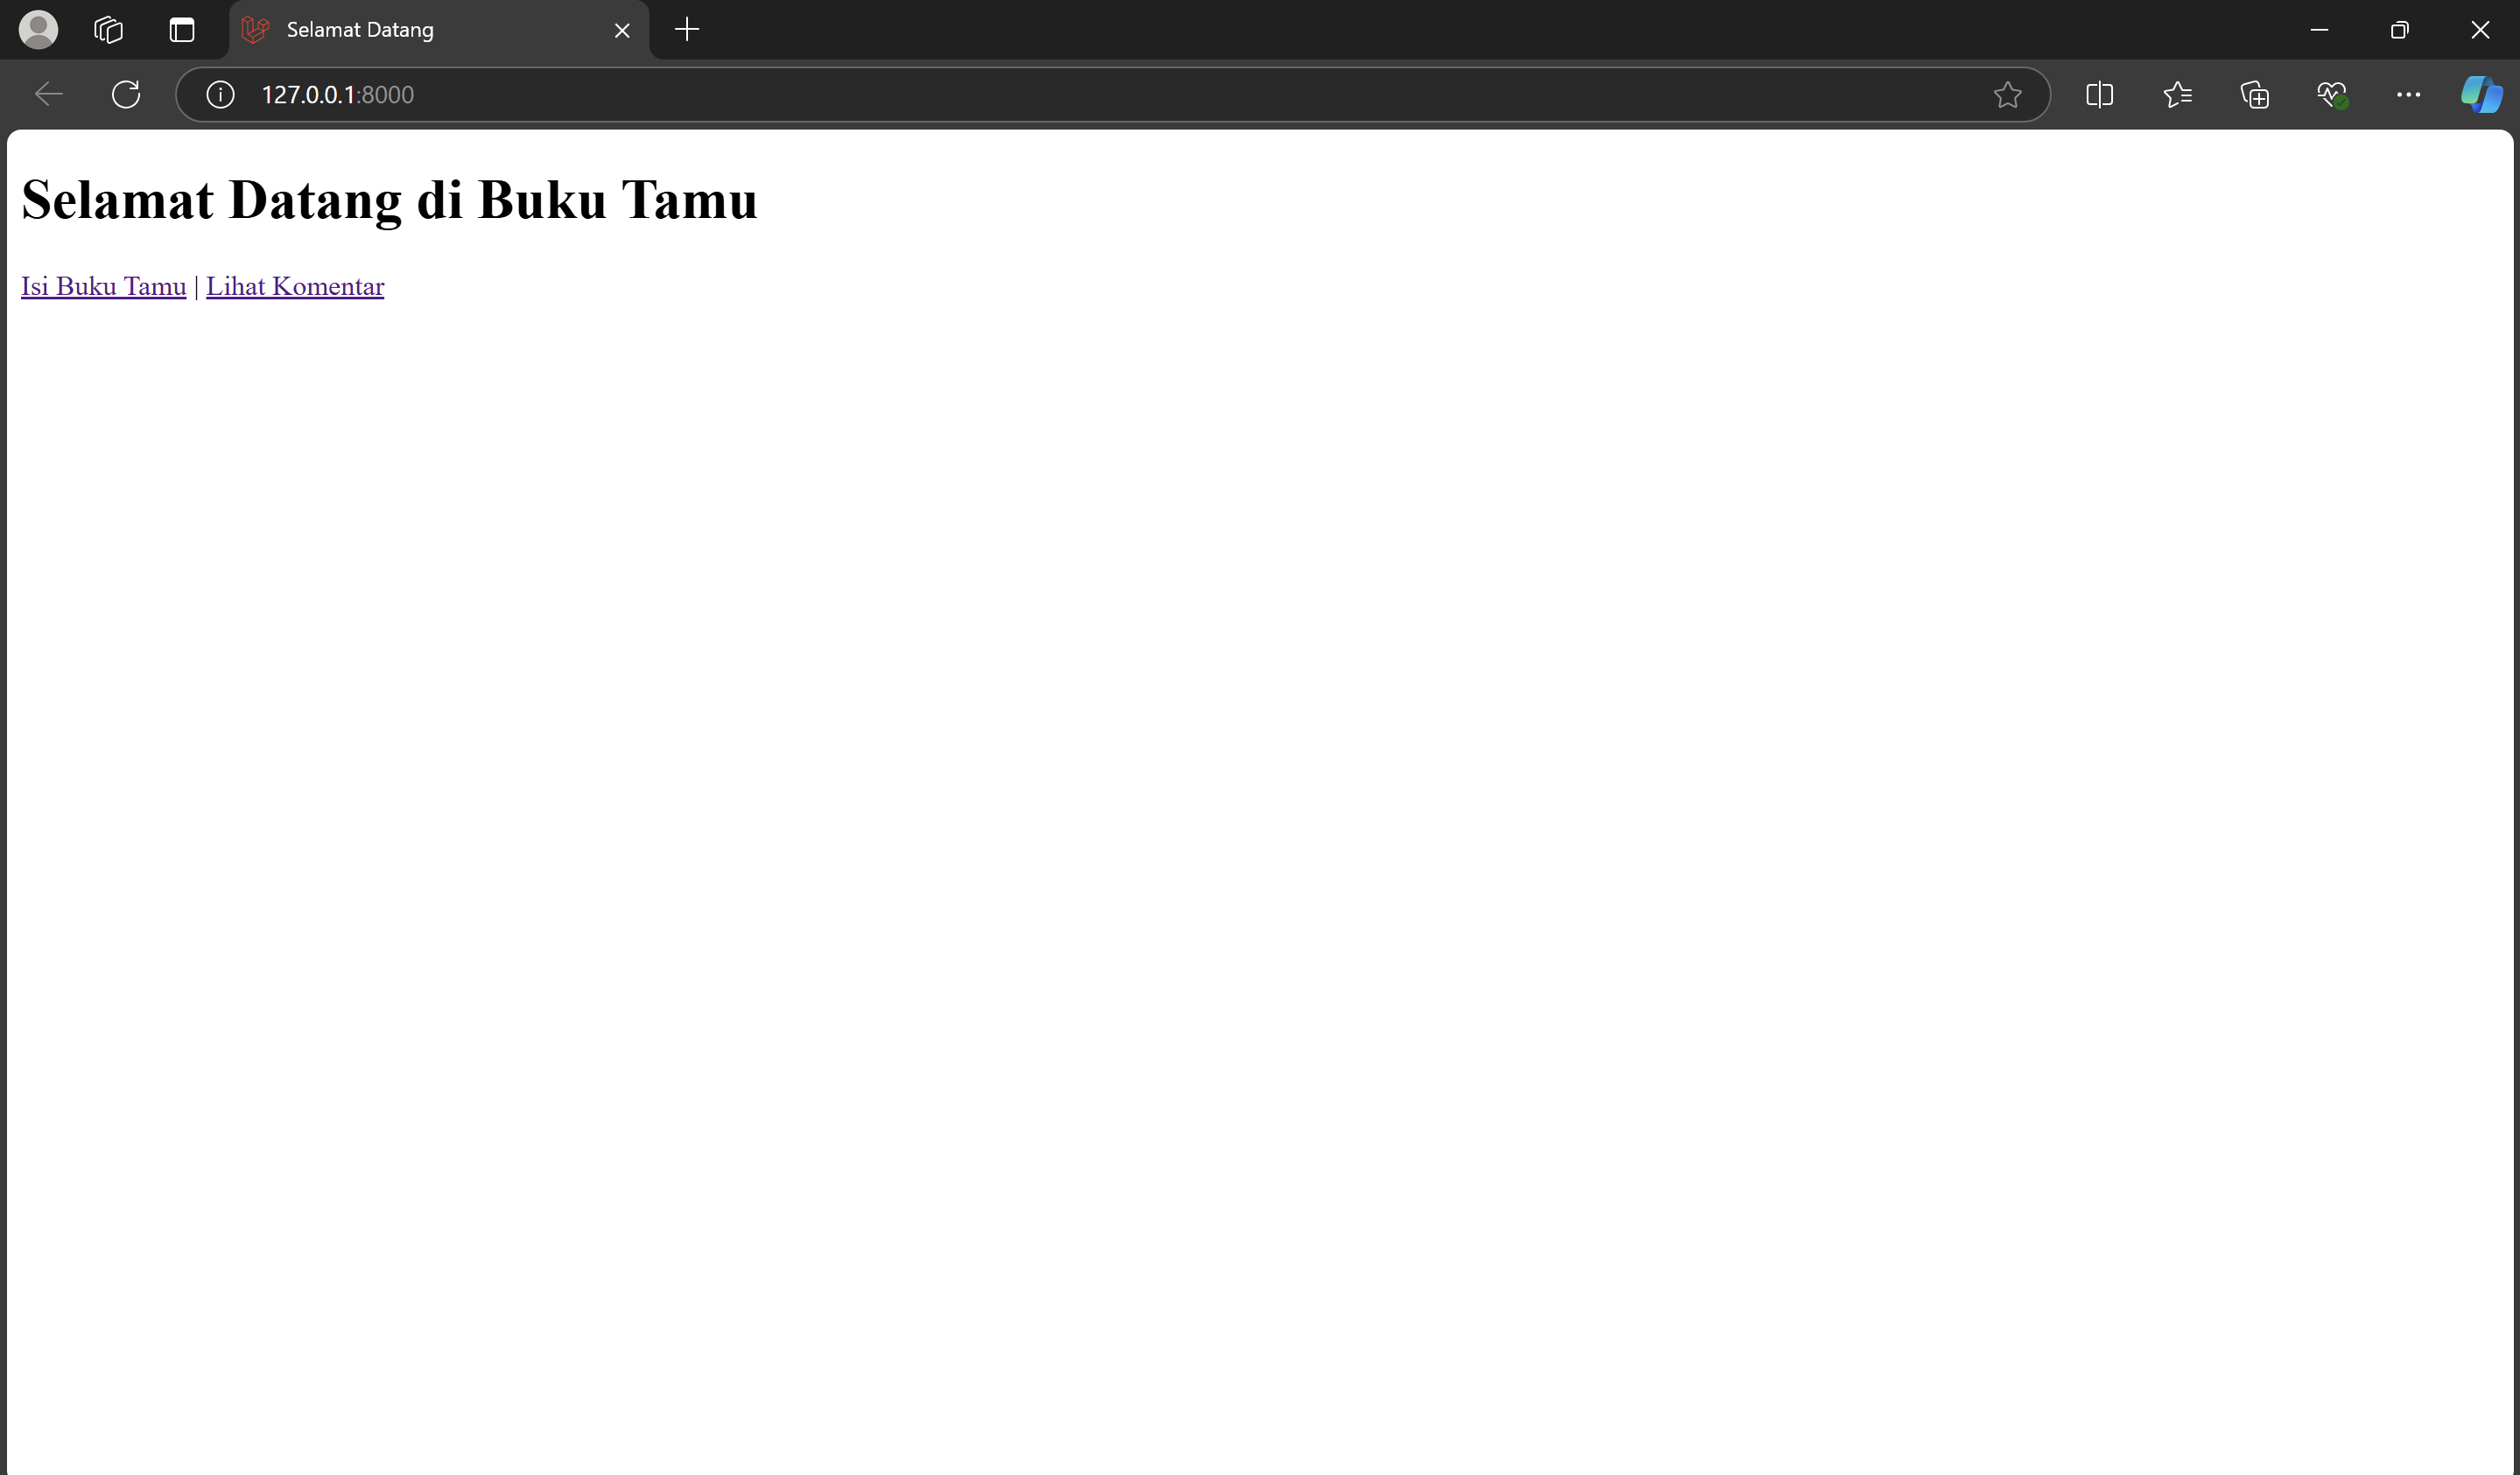 Selamat Datang
127.0.0.1:8000
Selamat Datang di Buku Tamu
Isi Buku Tamu | Lihat Komentar